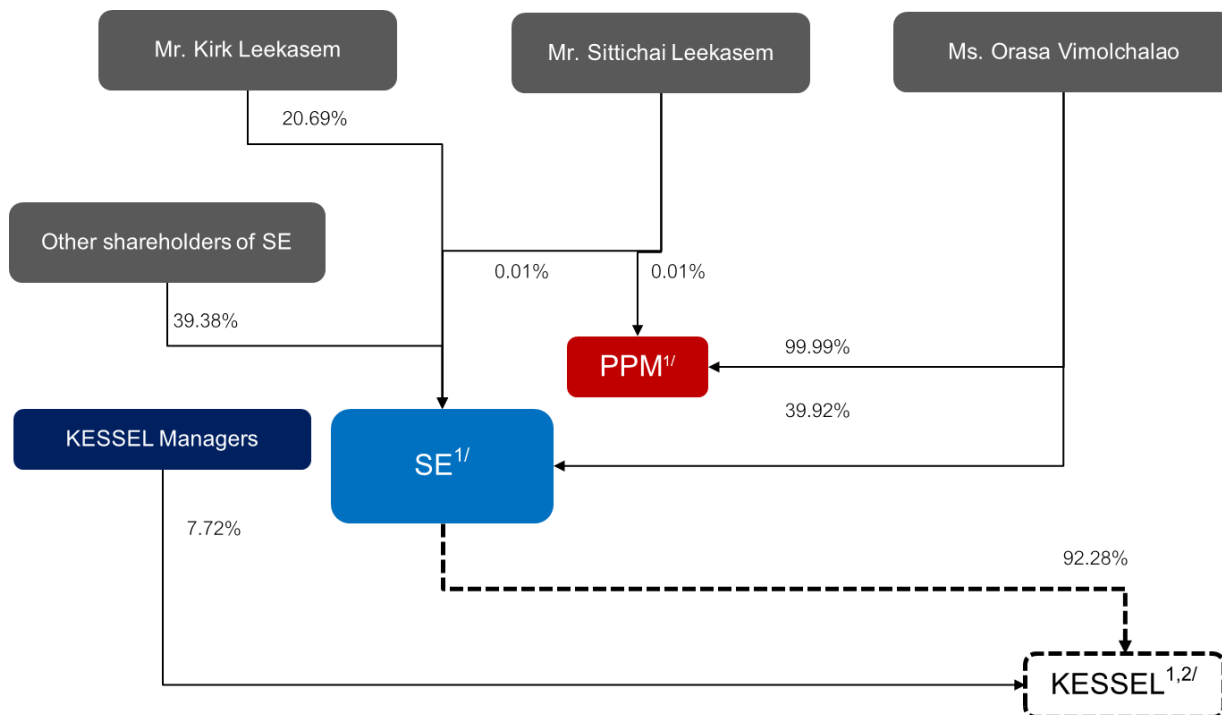 Mr. Kirk Leekasem
Mr. Sittichai Leekasem
Ms. Orasa Vimolchalao
20.69%
Other shareholders of SE
0.01%
0.01%
39.38%
PPM1/
99.99%
39.92%
KESSEL Managers
SE1/
7.72%
92.28%
KESSEL1,2/